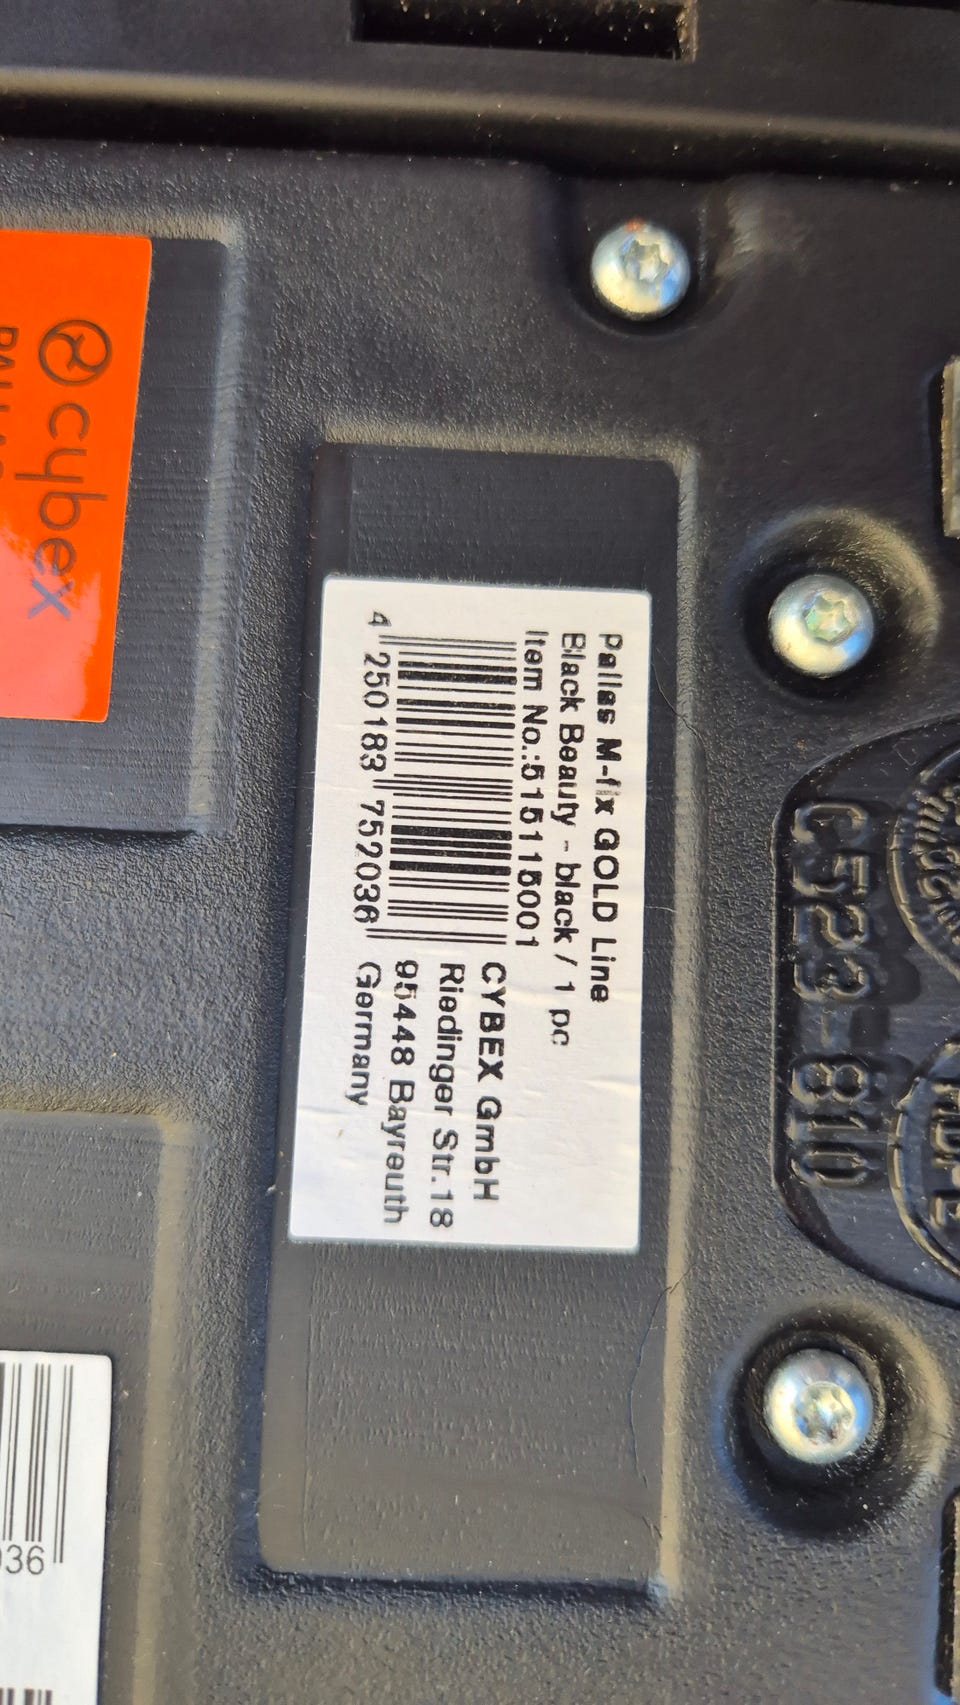 cybex
Pallas M-fix GOLD Line
Black Beauty - black / 1 pc
Item No.:515115001
4 250183 752036
CYBEX GmbH
Riedinger Str.18
95448 Bayreuth
Germany
C523-810
036